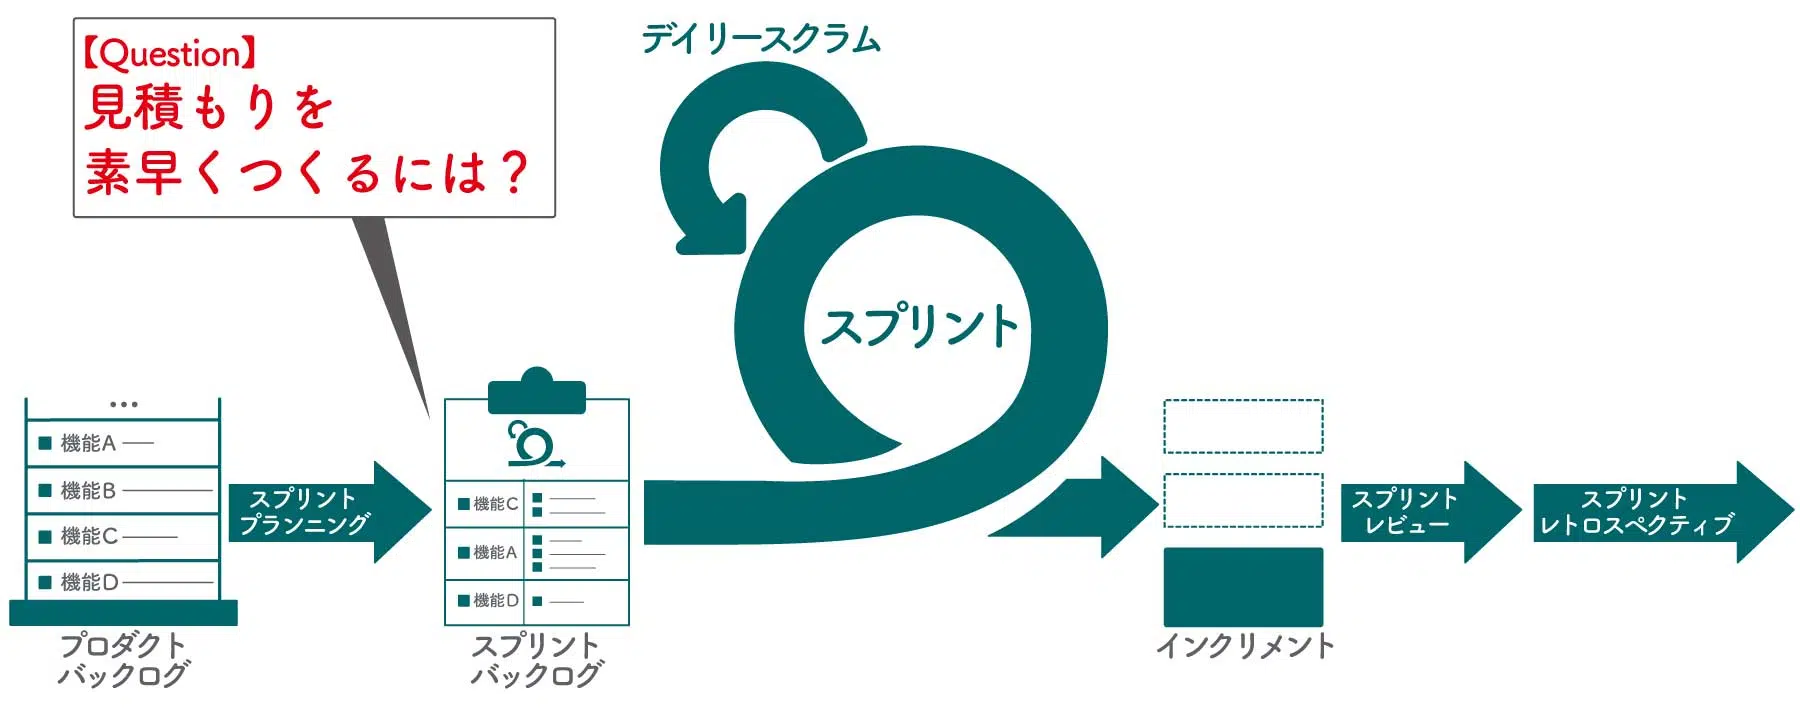 【Question】
見積もりを
素早くつくるには？
デイリースクラム
スプリント
…
機能A
機能B
機能C
機能D
プロダクト
バックログ
スプリント
プランニング
機能C
機能A
機能D
スプリント
バックログ
インクリメント
スプリント
レビュー
スプリント
レトロスペクティブ